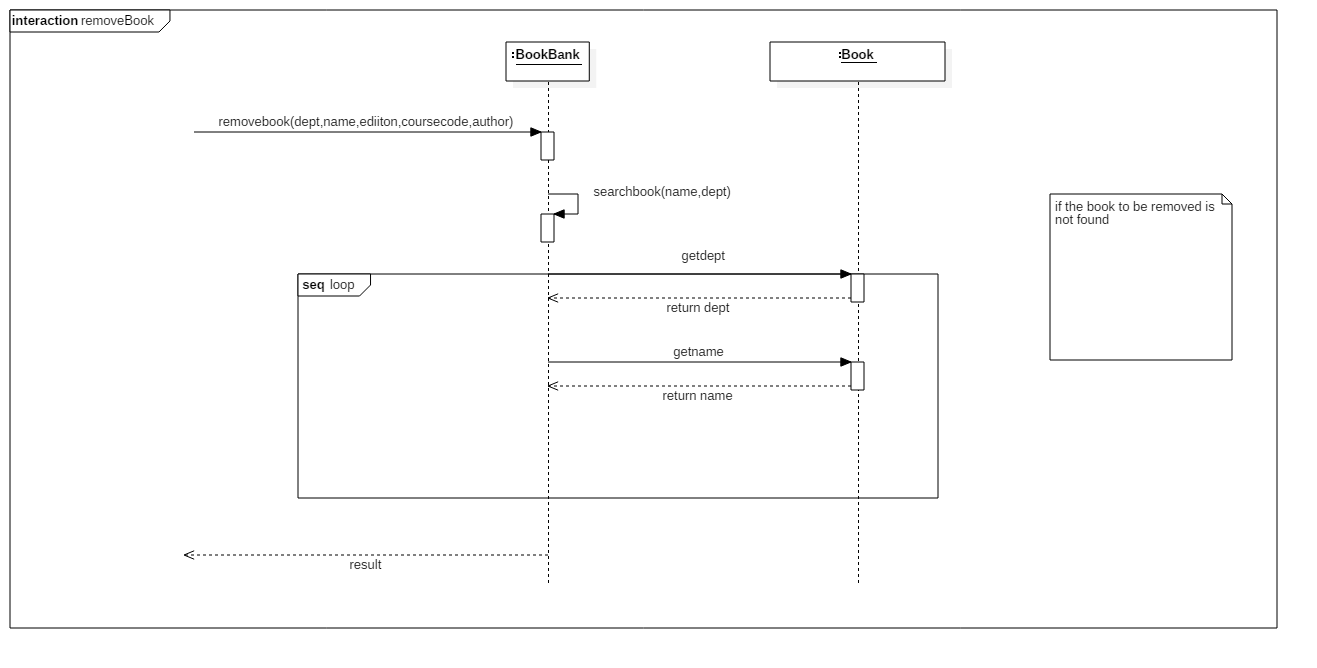 interaction removeBook
:BookBank
:Book
removebook(dept,name,ediiton,coursecode,author)
searchbook(name,dept)
if the book to be removed is
not found
getdept
seq loop
return dept
getname
return name
result